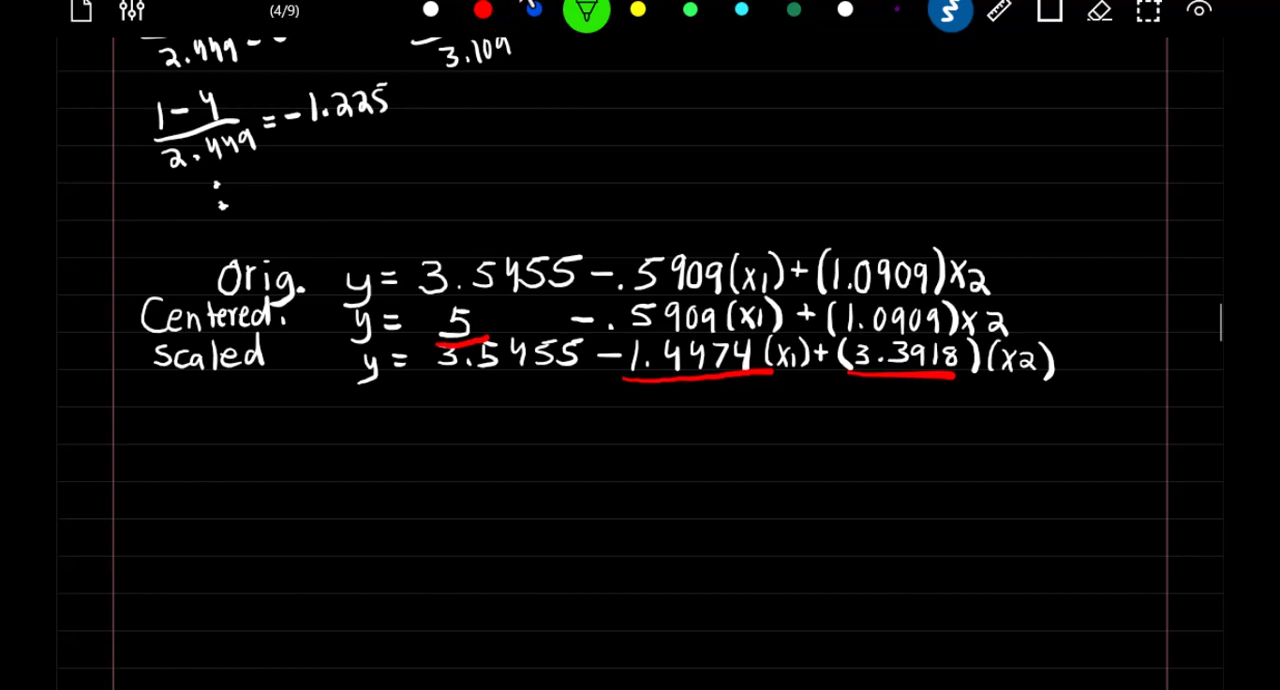 (4/9)
2.449
3.109
1-4
= -1.225
2.449
Orig. y = 3.5455 - .5909(x1) + (1.0909)x2
Centered. y = 5 - .5909(x1) + (1.0909)x2
Scaled y = 3.5455 - 1.4474(x1) + (3.3918)(x2)